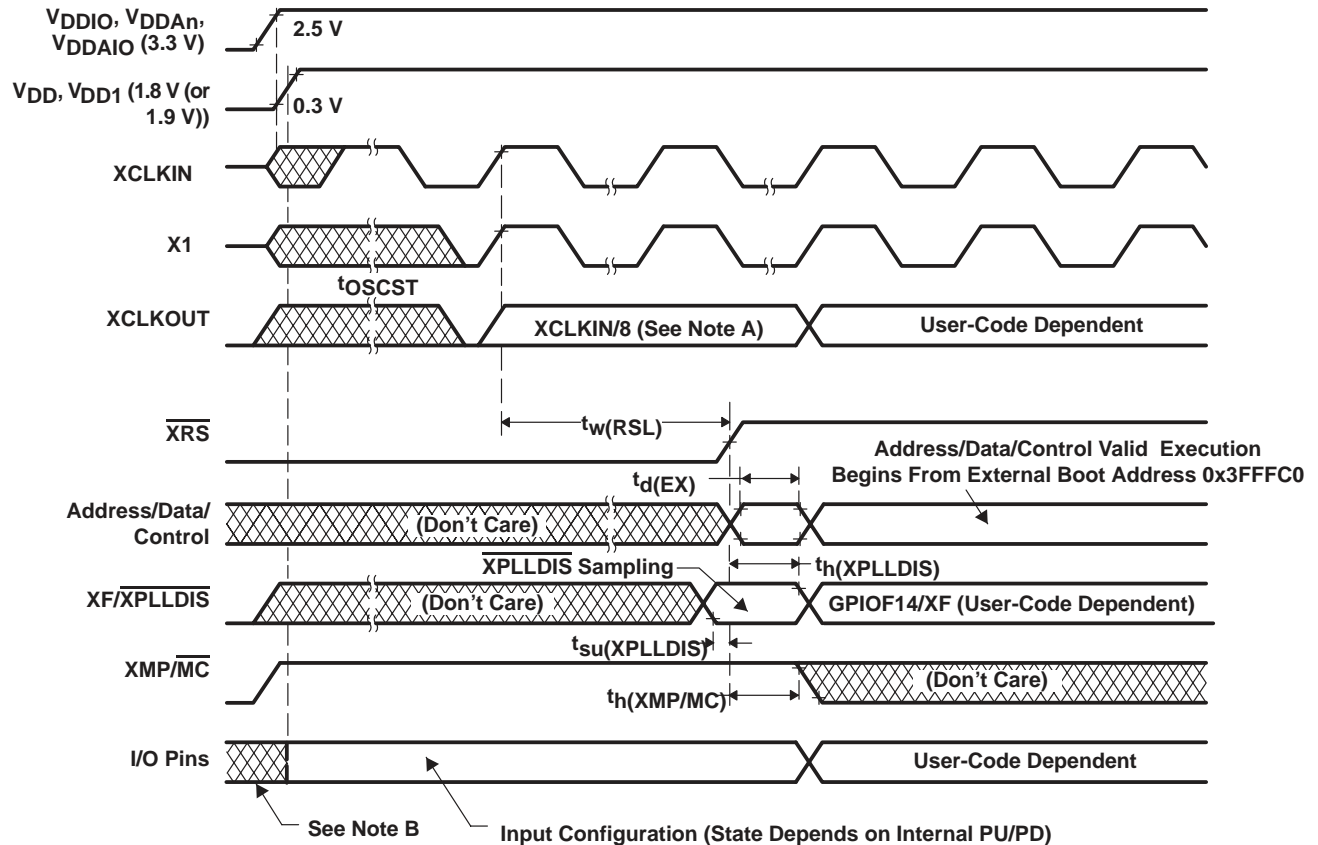 VDDIO, VDDAn,
VDDAIO (3.3 V)
2.5 V
VDD, VDD1 (1.8 V (or
1.9 V))
0.3 V
XCLKIN
X1
tOSCST
XCLKOUT
XCLKIN/8 (See Note A)
User-Code Dependent
XRS
tw(RSL)
Address/Data/Control Valid Execution
Begins From External Boot Address 0x3FFFC0
td(EX)
Address/Data/
Control
(Don't Care)
XPLLDIS Sampling
th(XPLLDIS)
XF/XPLLDIS
(Don't Care)
GPIOF14/XF (User-Code Dependent)
tsu(XPLLDIS)
XMP/MC
(Don't Care)
th(XMP/MC)
I/O Pins
User-Code Dependent
See Note B
Input Configuration (State Depends on Internal PU/PD)